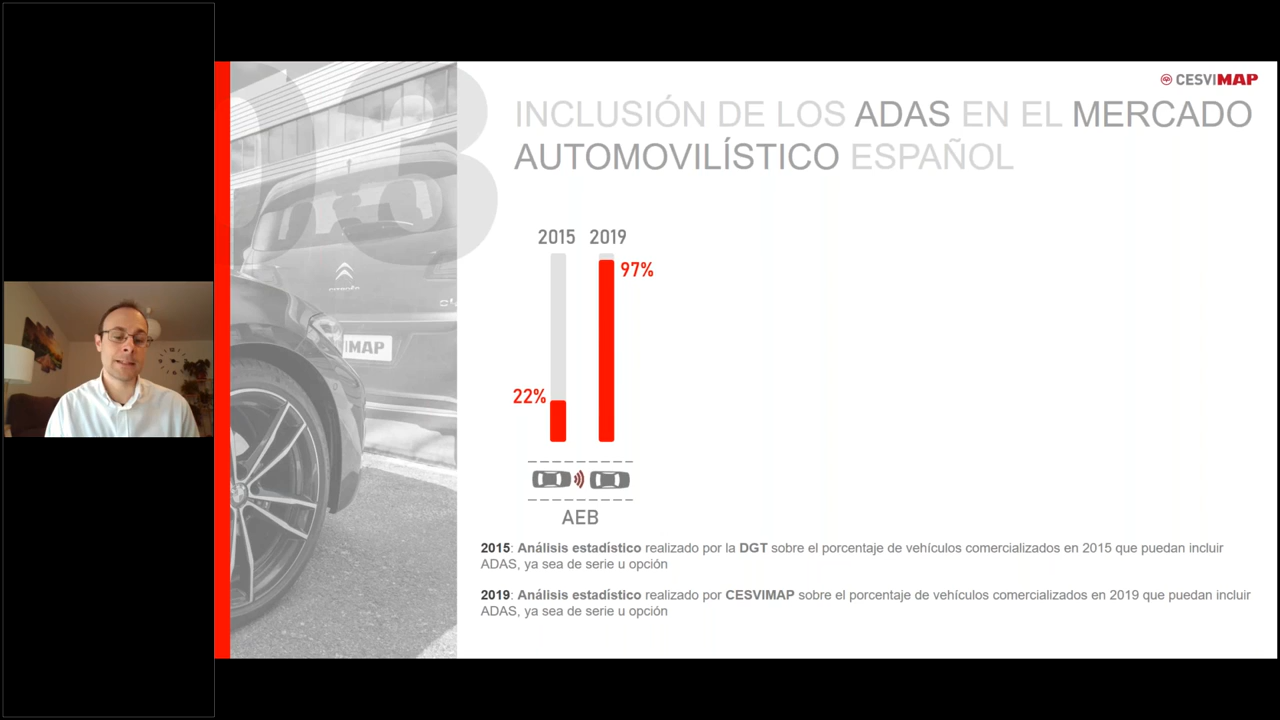 CESVIMAP
INCLUSIÓN DE LOS ADAS EN EL MERCADO
AUTOMOVILÍSTICO ESPAÑOL
03
2015 2019
97%
22%
CITROËN
MAP
AEB
2015: Análisis estadístico realizado por la DGT sobre el porcentaje de vehículos comercializados en 2015 que puedan incluir
ADAS, ya sea de serie u opción
2019: Análisis estadístico realizado por CESVIMAP sobre el porcentaje de vehículos comercializados en 2019 que puedan incluir
ADAS, ya sea de serie u opción